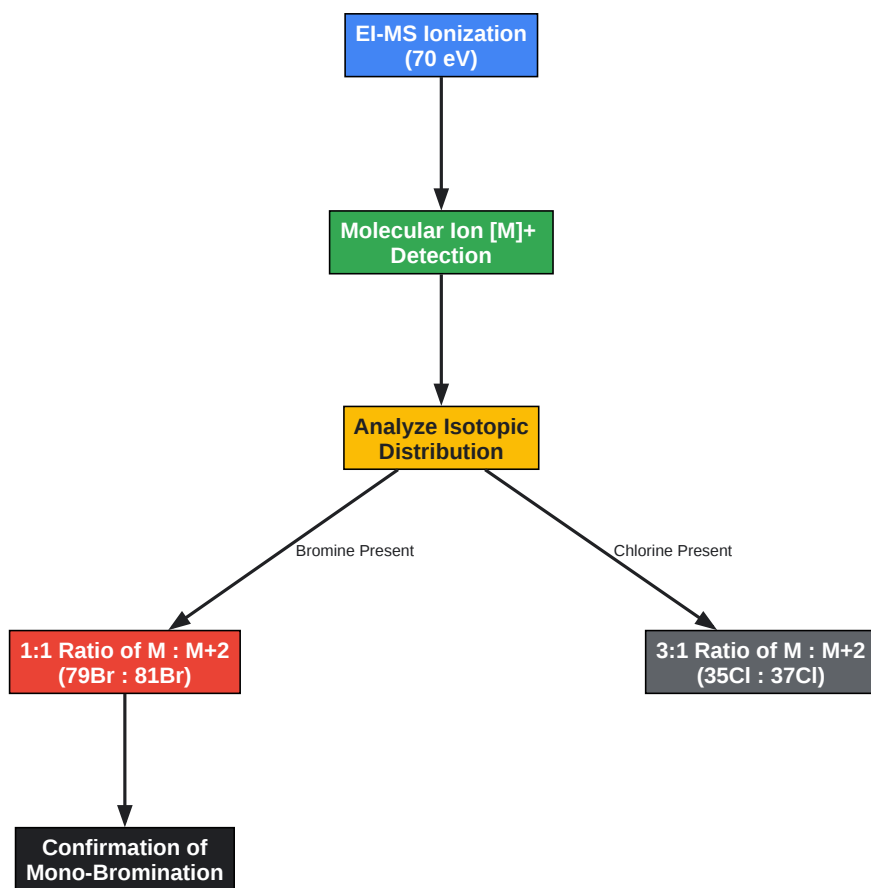 EI-MS Ionization
(70 eV)
Molecular Ion [M]+
Detection
Analyze Isotopic
Distribution
Bromine Present
Chlorine Present
1:1 Ratio of M : M+2
(79Br : 81Br)
3:1 Ratio of M : M+2
(35Cl : 37Cl)
Confirmation of
Mono-Bromination